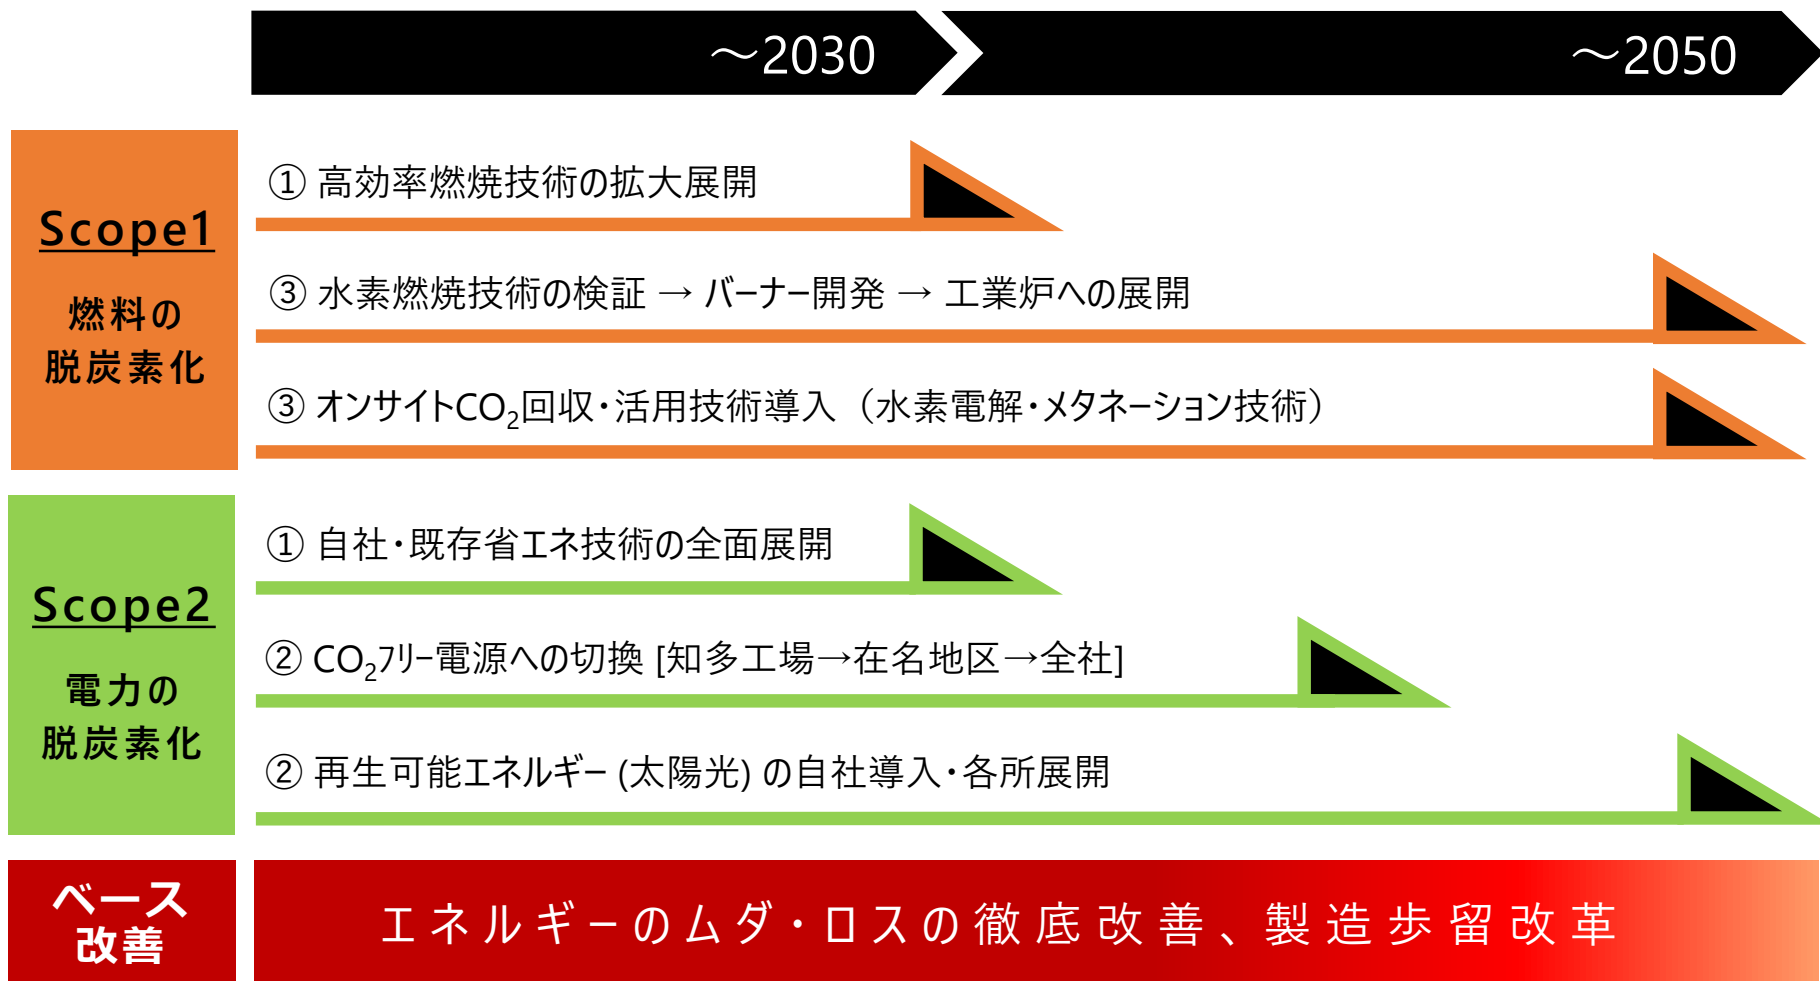 ～2030
～2050
Scope1
燃料の
脱炭素化
① 高効率燃焼技術の拡大展開
③ 水素燃焼技術の検証 → バーナー開発 → 工業炉への展開
③ オンサイトCO₂回収・活用技術導入（水素電解・メタネーション技術）
Scope2
電力の
脱炭素化
① 自社・既存省エネ技術の全面展開
② CO₂フリー電源への切換 [知多工場→在名地区→全社]
② 再生可能エネルギー (太陽光) の自社導入・各所展開
ベース
改善
エネルギーのムダ・ロスの徹底改善、製造歩留改革